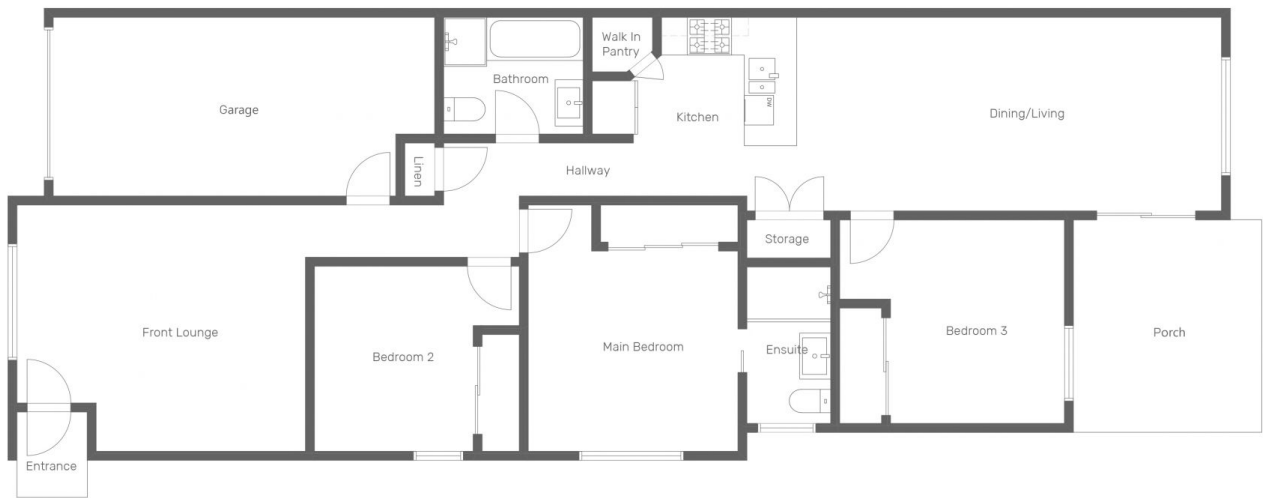 Walk In
Pantry
Bathroom
Garage
Kitchen
DW
Dining/Living
Linen
Hallway
Storage
Front Lounge
Bedroom 2
Main Bedroom
Ensuite
Bedroom 3
Porch
Entrance